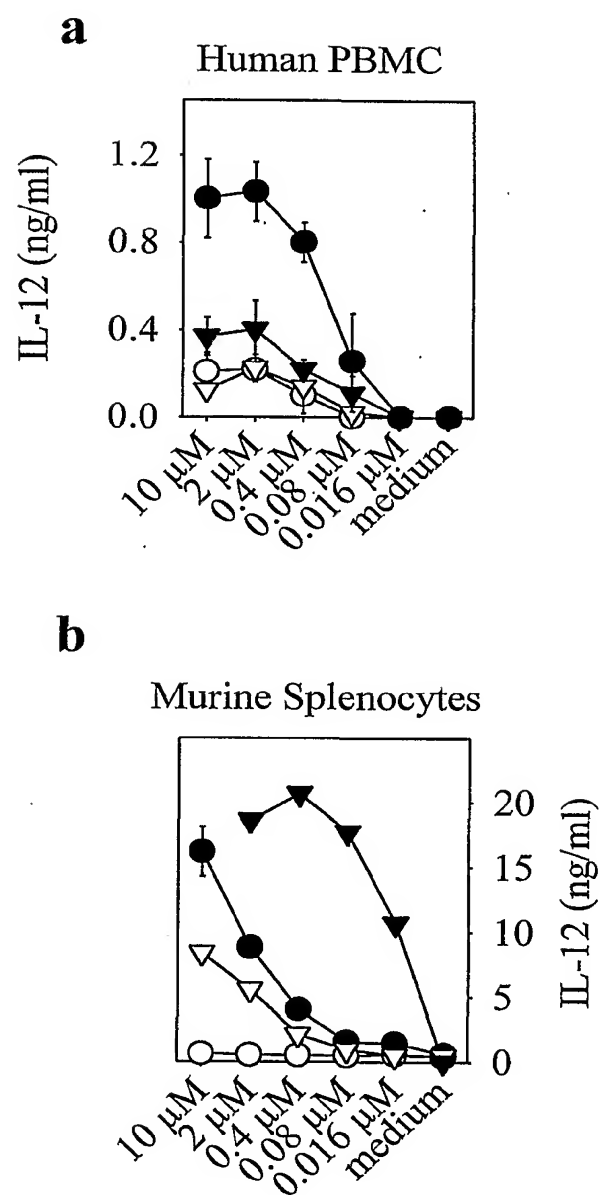 a
Human PBMC
IL-12 (ng/ml)
1.2
0.8
0.4
0.0
10 µM
2 µM
0.4 µM
0.08 µM
0.016 µM
medium
b
Murine Splenocytes
20
15
10
5
0
IL-12 (ng/ml)
10 µM
2 µM
0.4 µM
0.08 µM
0.016 µM
medium